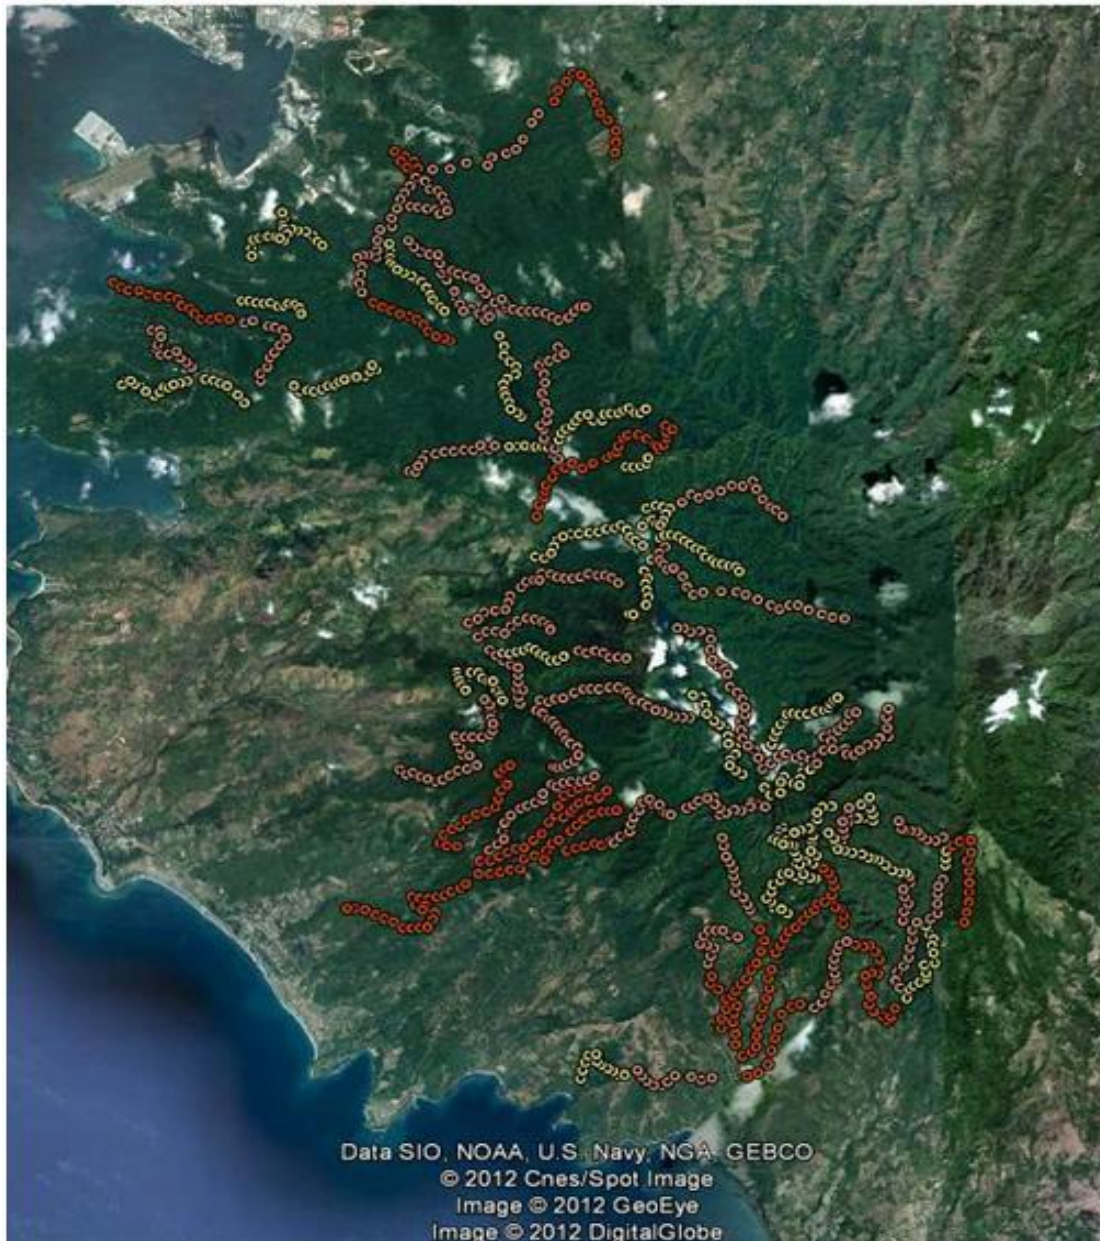 Data SIO, NOAA, U.S. Navy, NGA, GEBCO
© 2012 Cnes/Spot Image
Image © 2012 GeoEye
Image © 2012 DigitalGlobe